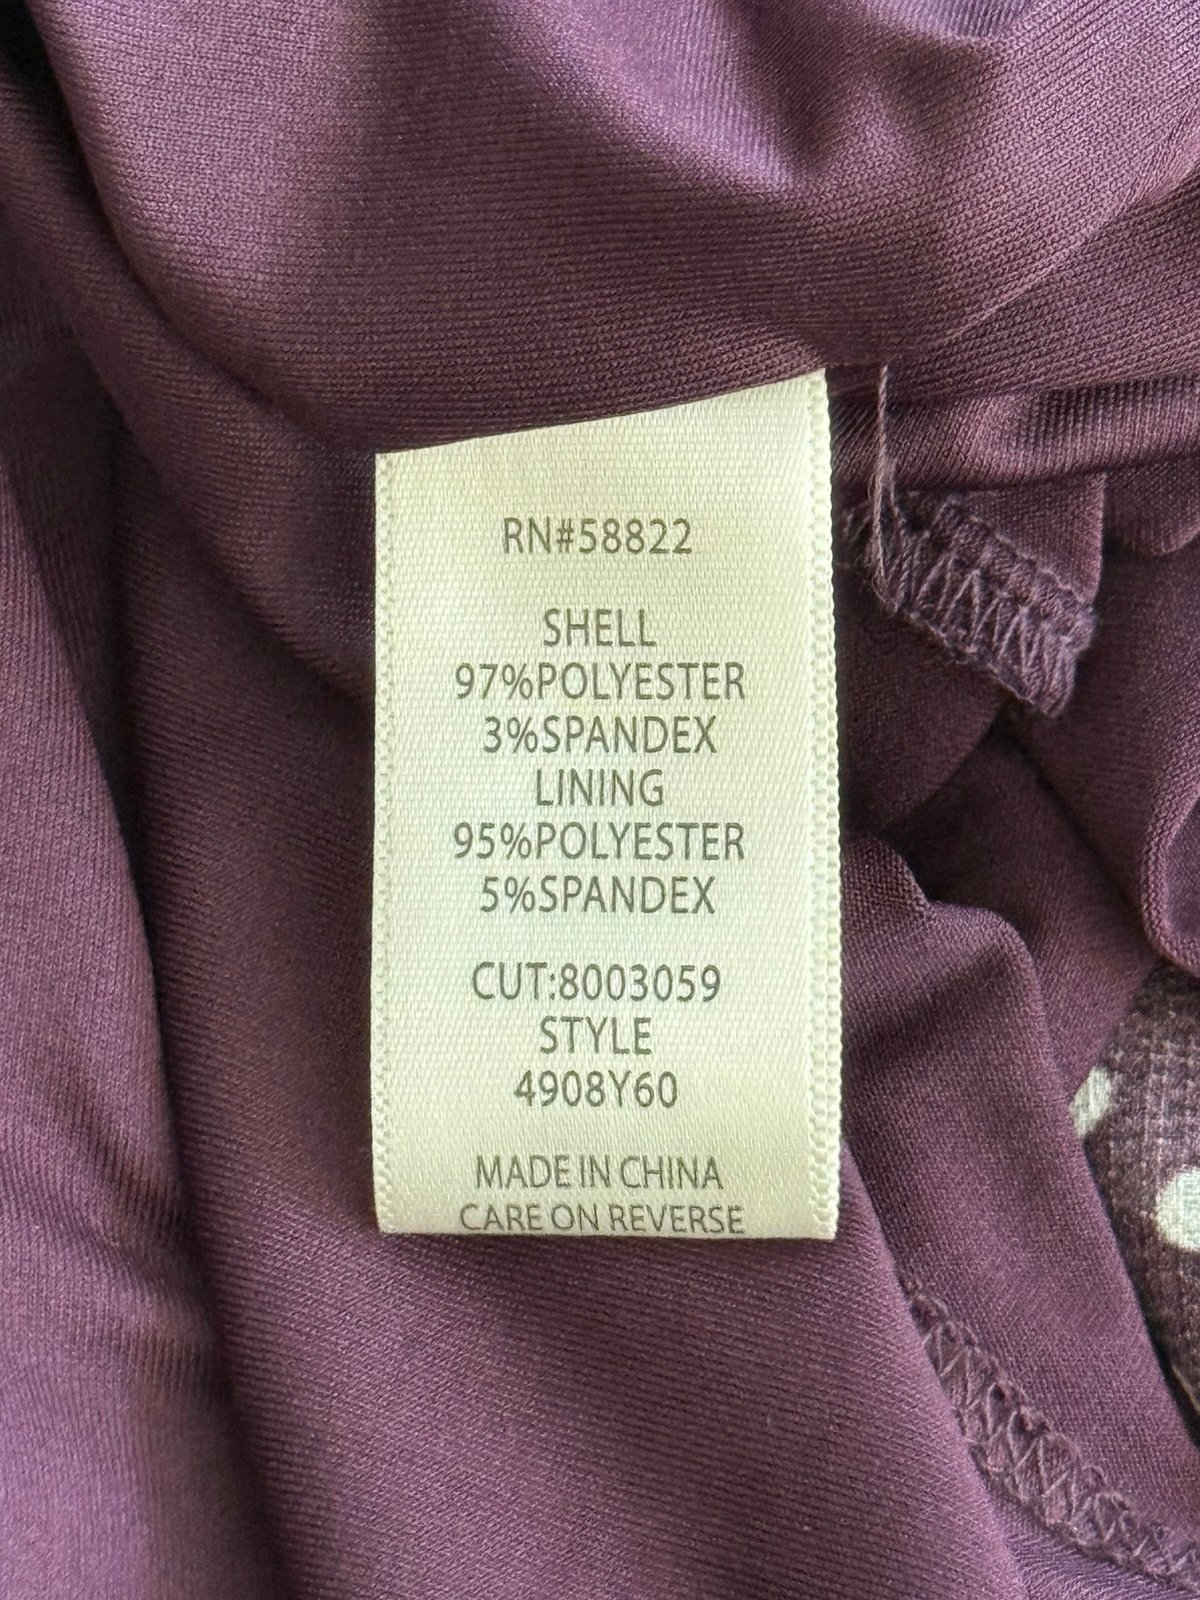 RN#58822
SHELL
97%POLYESTER
3%SPANDEX
LINING
95%POLYESTER
5%SPANDEX
CUT:8003059
STYLE
4908Y60
MADE IN CHINA
CARE ON REVERSE